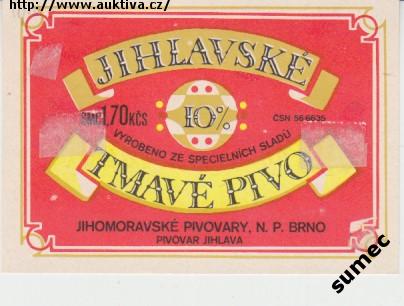 http://www.auktiva.cz/
JIHLAVSKÉ
SMC 1,70 KČS
10%
ČSN 56 6635
VYROBENO ZE SPECIELNÍCH SLADŮ
TMAVÉ PIVO
JIHOMORAVSKÉ PIVOVARY, N. P. BRNO
PIVOVAR JIHLAVA
sumec